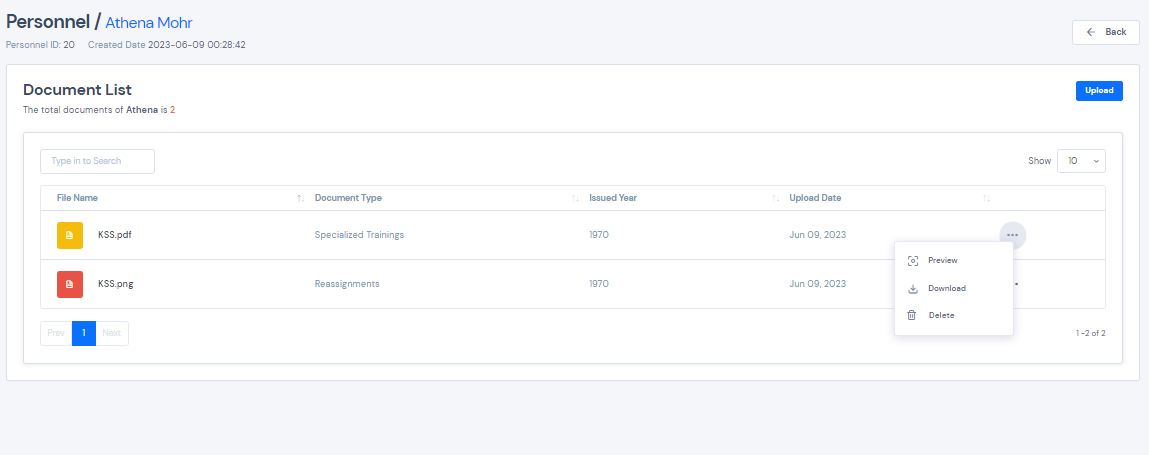 Personnel / Athena Mohr
Personnel ID: 20 Created Date 2023-06-09 00:28:42
Back
Document List
The total documents of Athena is 2
Upload
Type in to Search
Show 10
File Name Document Type Issued Year Upload Date
KSS.pdf Specialized Trainings 1970 Jun 09, 2023
Preview
KSS.png Reassignments 1970 Jun 09, 2023
Download
Delete
Prev 1 Next
1 -2 of 2